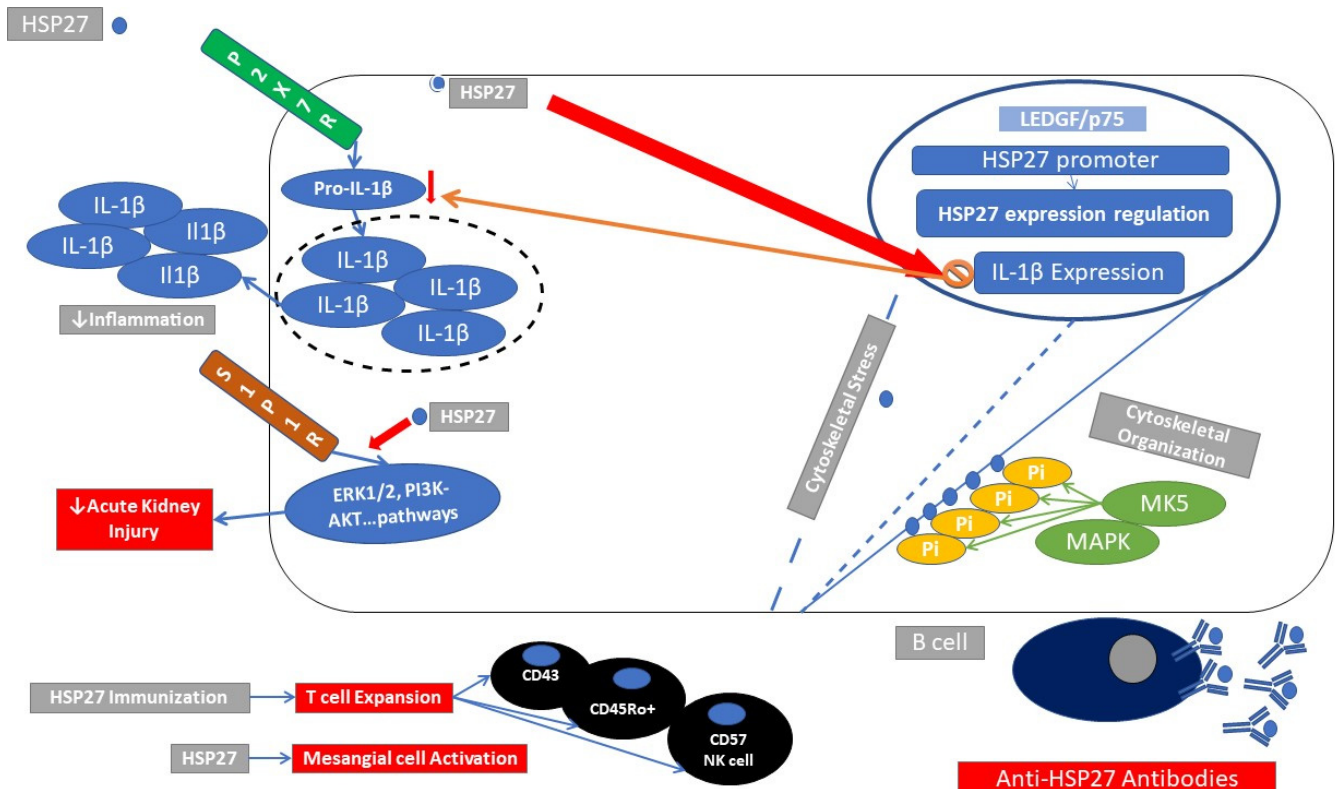 HSP27
P2X7R
HSP27
LEDGF/p75
HSP27 promoter
HSP27 expression regulation
IL-1β Expression
Pro-IL-1β
IL-1β
Il1β
IL-1β
Il1β
IL-1β
IL-1β
IL-1β
IL-1β
↓Inflammation
S1P1R
HSP27
ERK1/2, PI3K-
AKT...pathways
↓Acute Kidney
Injury
Cytoskeletal Stress
Cytoskeletal
Organization
Pi
Pi
Pi
Pi
MK5
MAPK
HSP27 Immunization
T cell Expansion
CD43
CD45Ro+
CD57
NK cell
HSP27
Mesangial cell Activation
B cell
Anti-HSP27 Antibodies